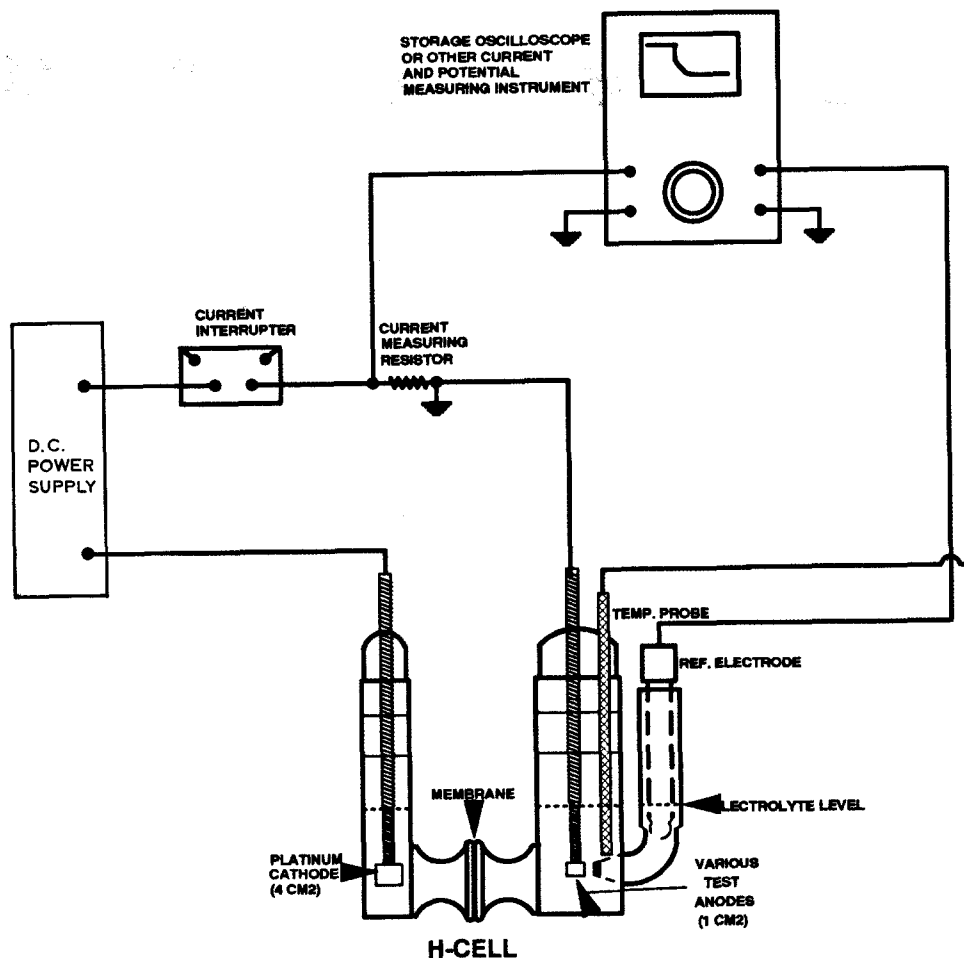 STORAGE OSCILLOSCOPE
OR OTHER CURRENT
AND POTENTIAL
MEASURING INSTRUMENT
CURRENT
INTERRUPTER
CURRENT
MEASURING
RESISTOR
D.C.
POWER
SUPPLY
TEMP. PROBE
REF. ELECTRODE
MEMBRANE
LECTROLYTE LEVEL
PLATINUM
CATHODE
(4 CM2)
VARIOUS
TEST
ANODES
(1 CM2)
H-CELL